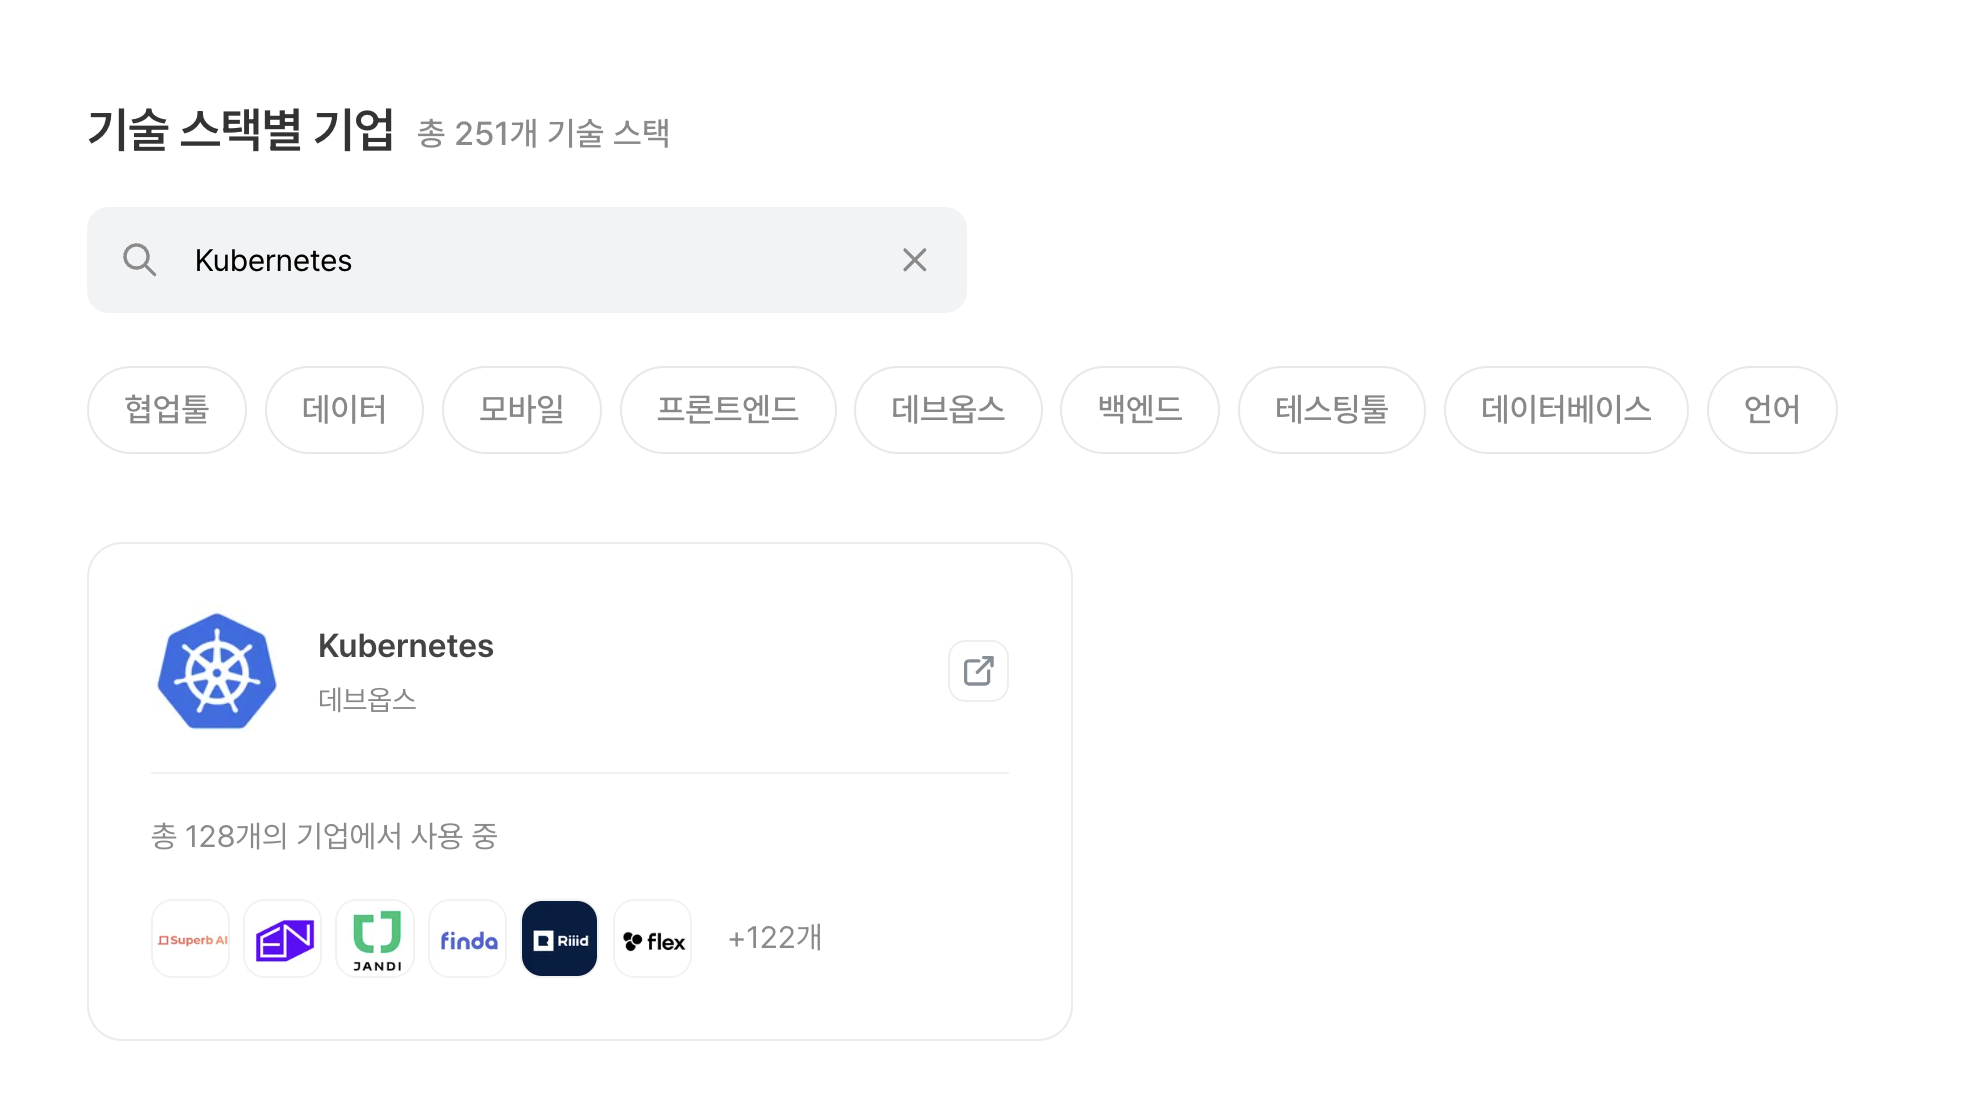 기술 스택별 기업 총 251개 기술 스택
Kubernetes
협업툴 데이터 모바일 프론트엔드 데브옵스 백엔드 테스팅툴 데이터베이스 언어
Kubernetes
데브옵스
총 128개의 기업에서 사용 중
Superb AI EN JANDI finda Riiid flex +122개